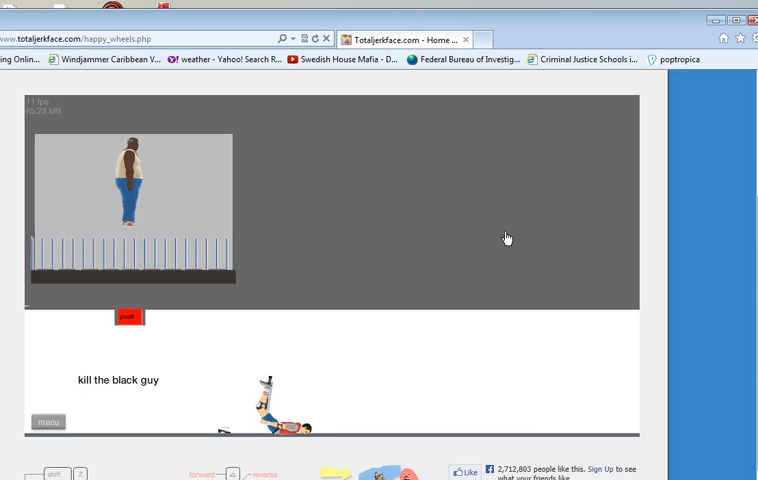 www.totaljerkface.com/happy_wheels.php
Totaljerkface.com - Home ...
ing Onlin...
Windjammer Caribbean V...
weather - Yahoo! Search R...
Swedish House Mafia - D...
Federal Bureau of Investig...
Criminal Justice Schools i...
poptropica
11 fps
65.23 MB
push
kill the black guy
menu
shift
Z
forward
reverse
Like
2,712,803 people like this. Sign Up to see
what your friends like.